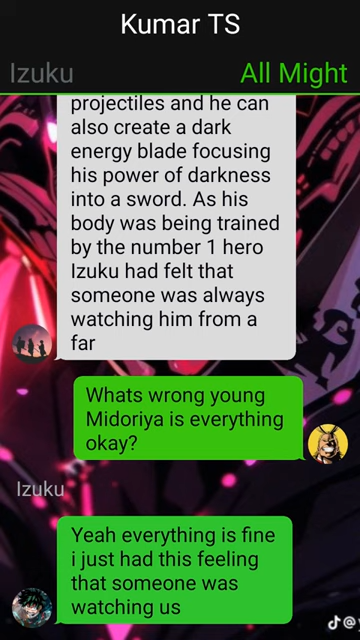 Kumar TS
Izuku
All Might
projectiles and he can
also create a dark
energy blade focusing
his power of darkness
into a sword. As his
body was being trained
by the number 1 hero
Izuku had felt that
someone was always
watching him from a
far
Whats wrong young
Midoriya is everything
okay?
Izuku
Yeah everything is fine
i just had this feeling
that someone was
watching us
@